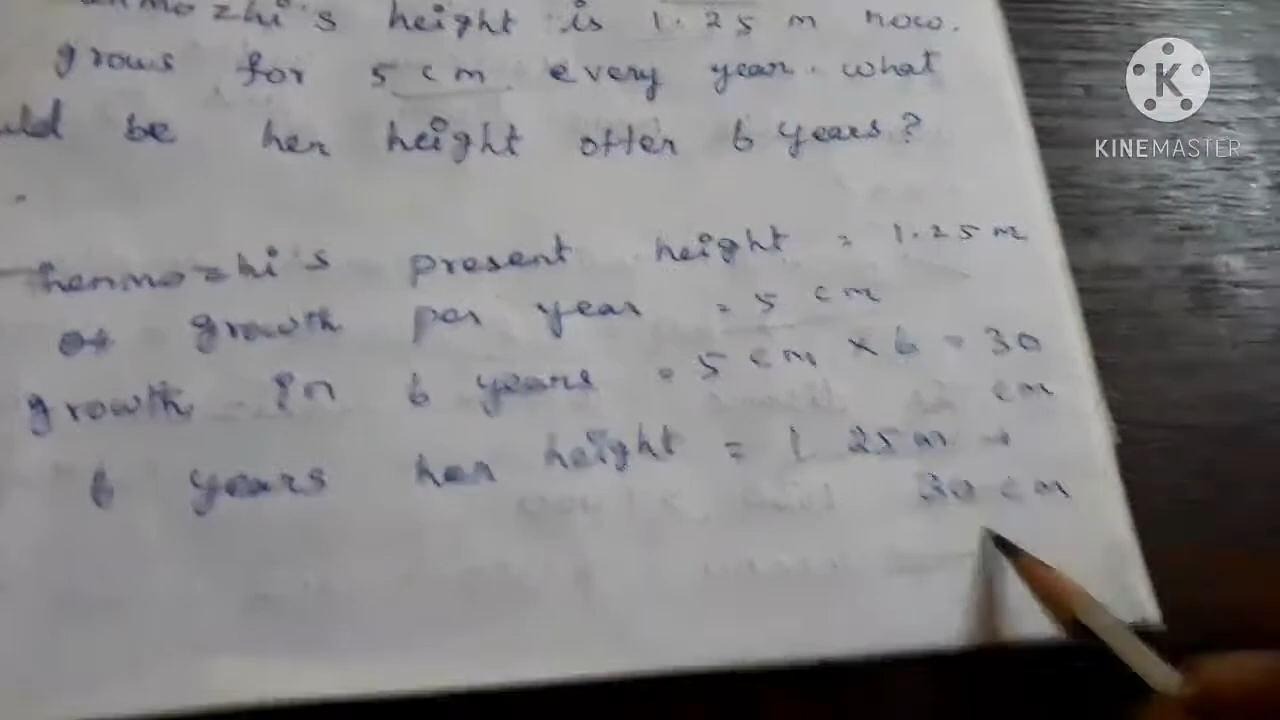 height is 1.25 m now.
grows for 5 cm every year. what
be her height after 6 years?
henmozhi's present height = 1.25 m
of growth per year = 5 cm
growth in 6 years = 5 cm × 6 = 30
cm
6 years her height = 1 25 m +
30 cm
K
KINEMASTER